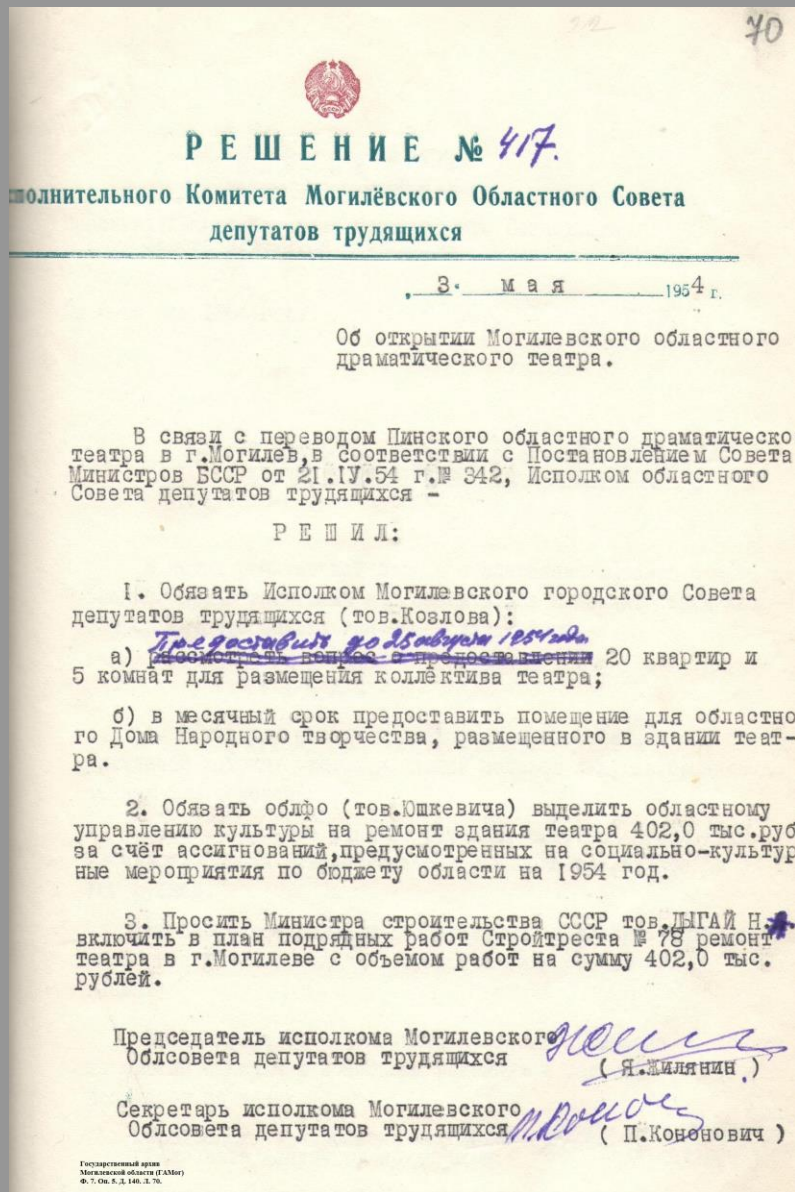 70
РЕШЕНИЕ № 417.
сполнительного Комитета Могилёвского Областного Совета
депутатов трудящихся
„ 3. мая 1954 г.
Об открытии Могилевского областного
драматического театра.
В связи с переводом Пинского областного драматическо
театра в г.Могилев,в соответствии с Постановлением Совета
Министров БССР от 21.IУ.54 г.№ 342, Исполком областного
Совета депутатов трудящихся -
РЕШИЛ:
1. Обязать Исполком Могилевского городского Совета
депутатов трудящихся (тов.Козлова):
Предоставить до 25 августа 1954 года
а) рассмотреть вопрос о предоставлении 20 квартир и
5 комнат для размещения коллектива театра;
б) в месячный срок предоставить помещение для областно
го Дома Народного творчества, размещенного в здании теат-
ра.
2. Обязать облфо (тов.Юшкевича) выделить областному
управлению культуры на ремонт здания театра 402,0 тыс.руб
за счёт ассигнований,предусмотренных на социально-культур
ные мероприятия по бюджету области на 1954 год.
3. Просить Министра строительства СССР тов.ДЫГАЙ Н.
включить в план подрядных работ Стройтреста № 78 ремонт
театра в г.Могилеве с объемом работ на сумму 402,0 тыс.
рублей.
Председатель исполкома Могилевского
Облсовета депутатов трудящихся
( Я.Жилянин )
Секретарь исполкома Могилевского
Облсовета депутатов трудящихся
( П.Кононович )
Государственный архив
Могилевской области (ГАМог)
Ф. 7. Оп. 5. Д. 140. Л. 70.